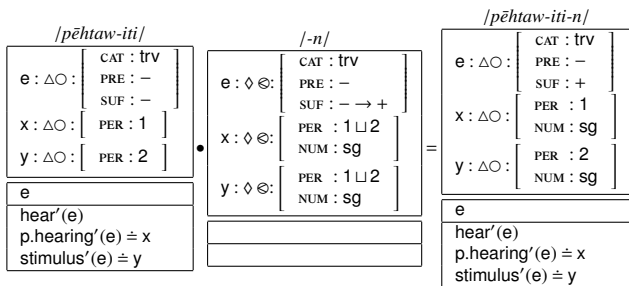 /pēhtaw-iti/
e : △○ : [ CAT : trv
PRE : −
SUF : − ]
x : △○ : [ PER : 1 ]
y : △○ : [ PER : 2 ]
e
hear′(e)
p.hearing′(e) ≐ x
stimulus′(e) ≐ y
•
/-n/
e : ◊ ⧀: [ CAT : trv
PRE : −
SUF : − → + ]
x : ◊ ⧀: [ PER : 1 ⊔ 2
NUM : sg ]
y : ◊ ⧀: [ PER : 1 ⊔ 2
NUM : sg ]
=
/pēhtaw-iti-n/
e : △○ : [ CAT : trv
PRE : −
SUF : + ]
x : △○ : [ PER : 1
NUM : sg ]
y : △○ : [ PER : 2
NUM : sg ]
e
hear′(e)
p.hearing′(e) ≐ x
stimulus′(e) ≐ y